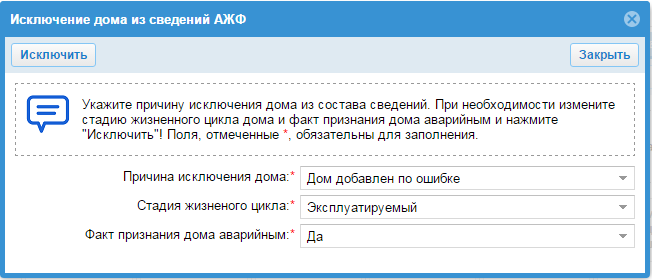 Исключение дома из сведений АЖФ
Исключить Закрыть
Укажите причину исключения дома из состава сведений. При необходимости измените
стадию жизненного цикла дома и факт признания дома аварийным и нажмите
"Исключить"! Поля, отмеченные *, обязательны для заполнения.
Причина исключения дома:* Дом добавлен по ошибке
Стадия жизненого цикла:* Эксплуатируемый
Факт признания дома аварийным:* Да